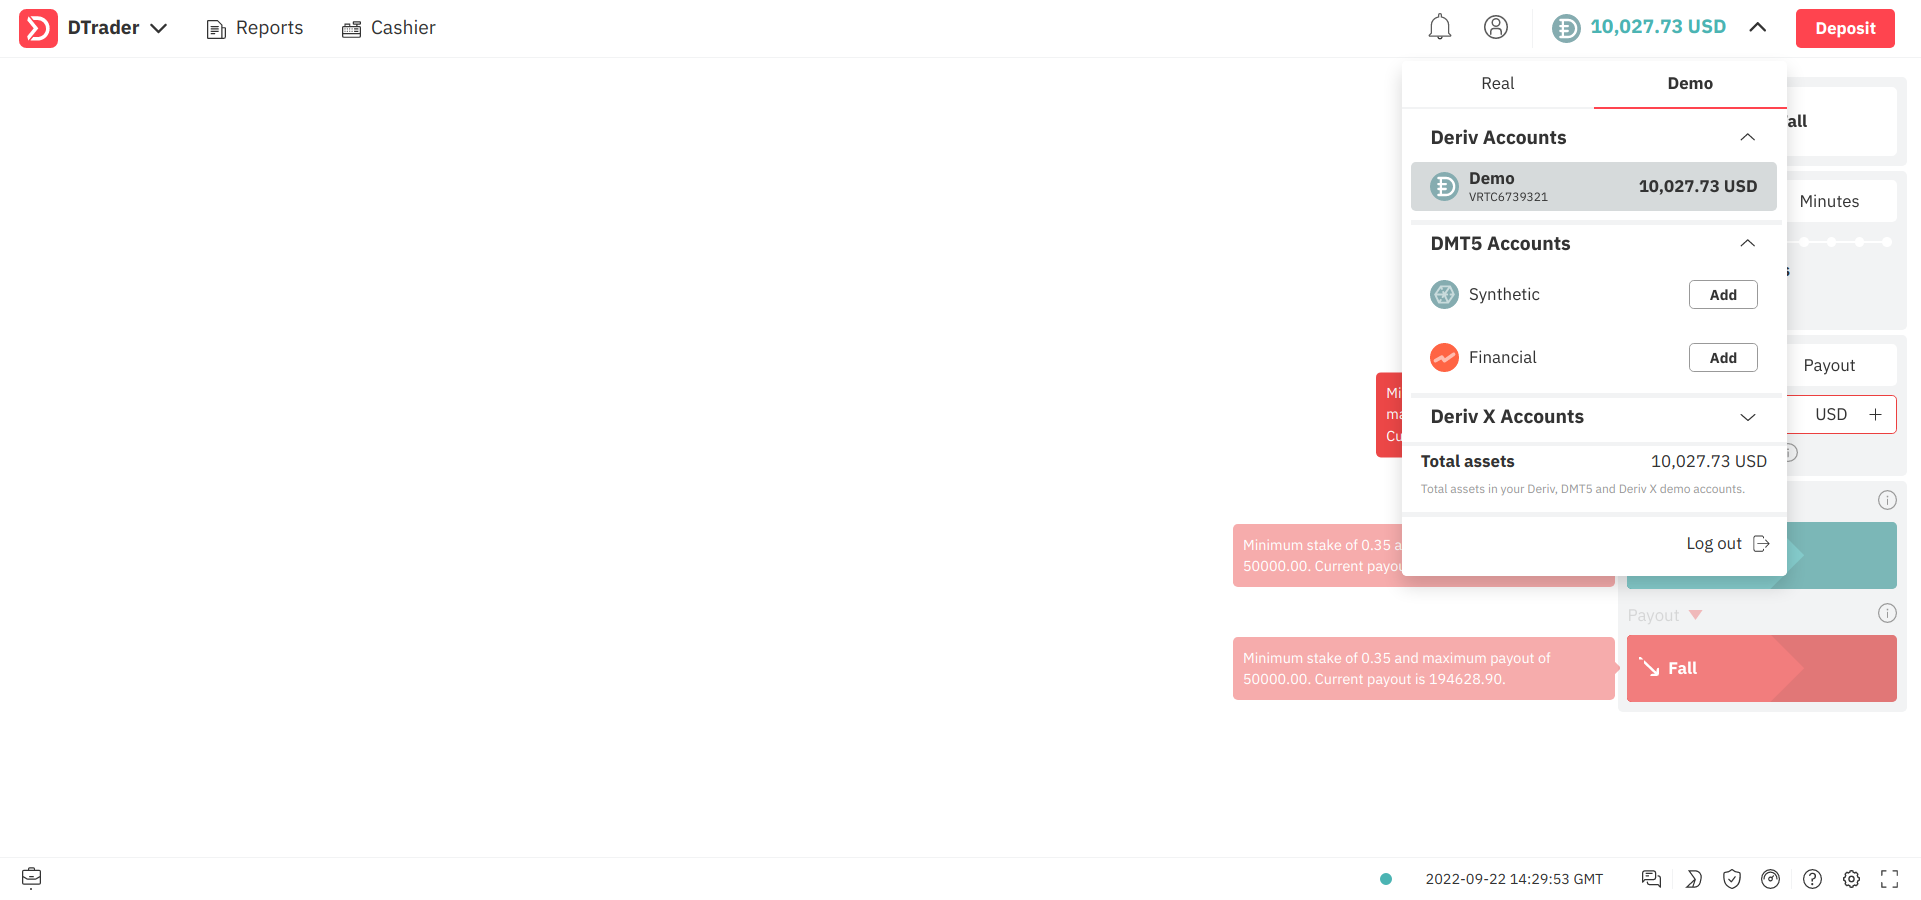 DTrader
Reports
Cashier
10,027.73 USD
Deposit
Real
Demo
Deriv Accounts
Demo
VRTC6739321
10,027.73 USD
Minutes
DMT5 Accounts
Synthetic
Add
Financial
Add
Payout
Mi
ma
Cu
USD
Deriv X Accounts
Total assets
10,027.73 USD
Total assets in your Deriv, DMT5 and Deriv X demo accounts.
Log out
Minimum stake of 0.35 a
50000.00. Current payou
Payout
Minimum stake of 0.35 and maximum payout of
50000.00. Current payout is 194628.90.
Fall
2022-09-22 14:29:53 GMT